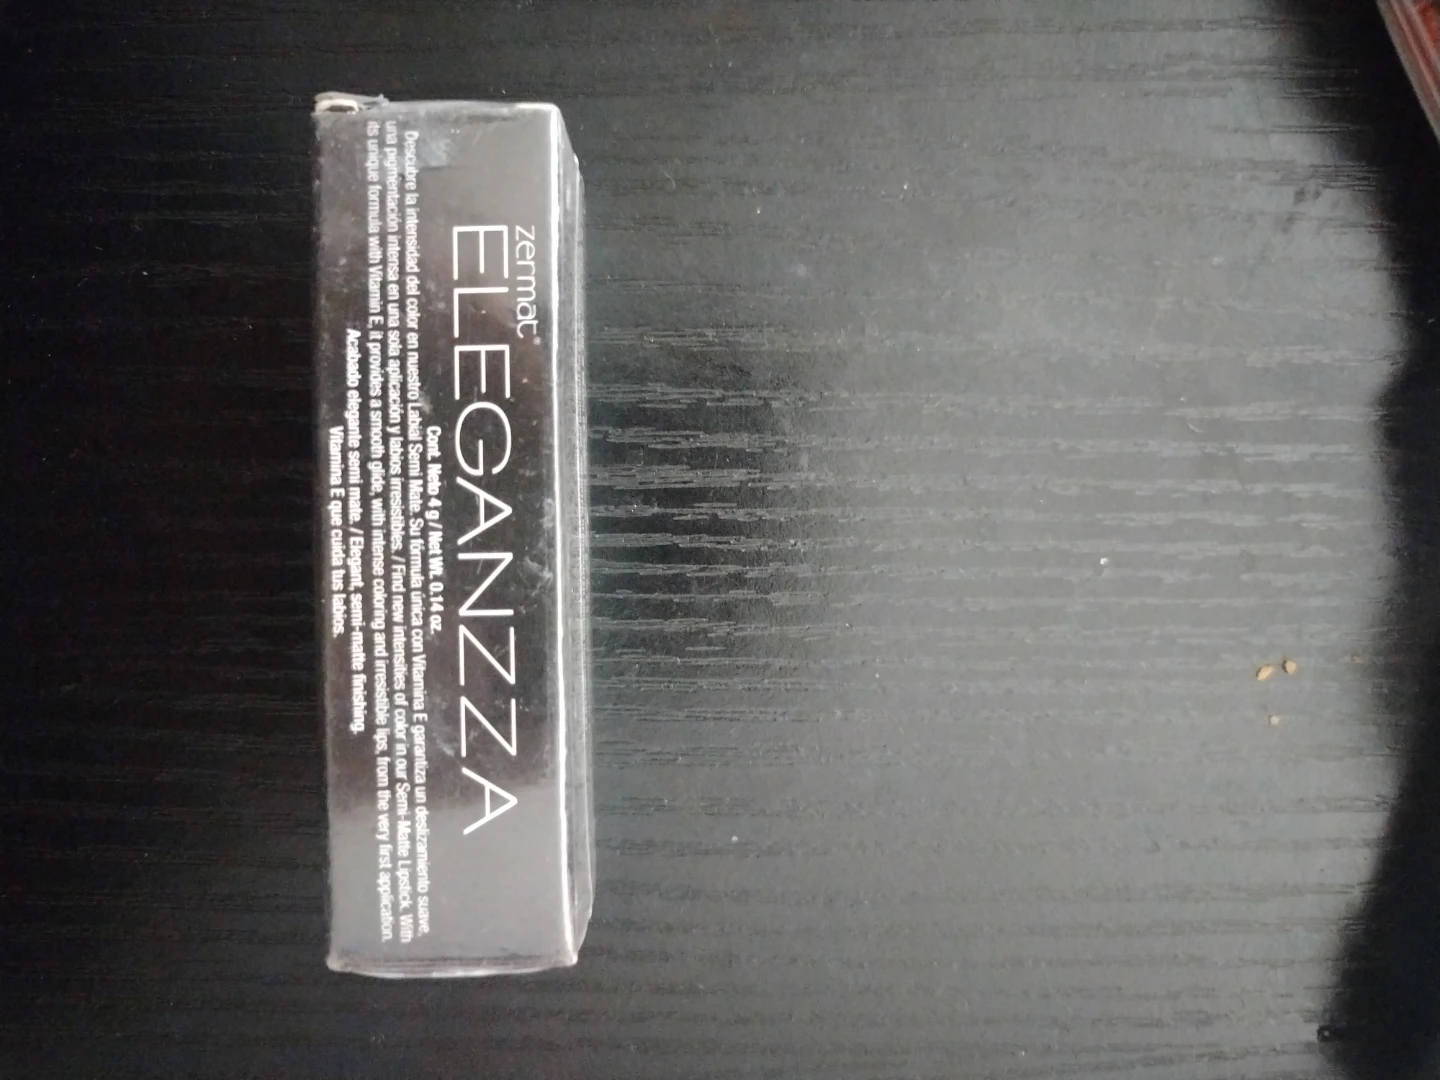 zermat®
ELEGANZZA
Cont. Neto 4 g / Net Wt. 0.14 oz.
Descubre la intensidad del color en nuestro Labial Semi Mate. Su fórmula única con Vitamina E garantiza un deslizamiento suave,
una pigmentación intensa en una sola aplicación y labios irresistibles. / Find new intensities of color in our Semi-Matte Lipstick. With
its unique formula with Vitamin E, it provides a smooth glide, with intense coloring and irresistible lips, from the very first application.
Acabado elegante semi mate. / Elegant, semi-matte finishing.
Vitamina E que cuida tus labios.